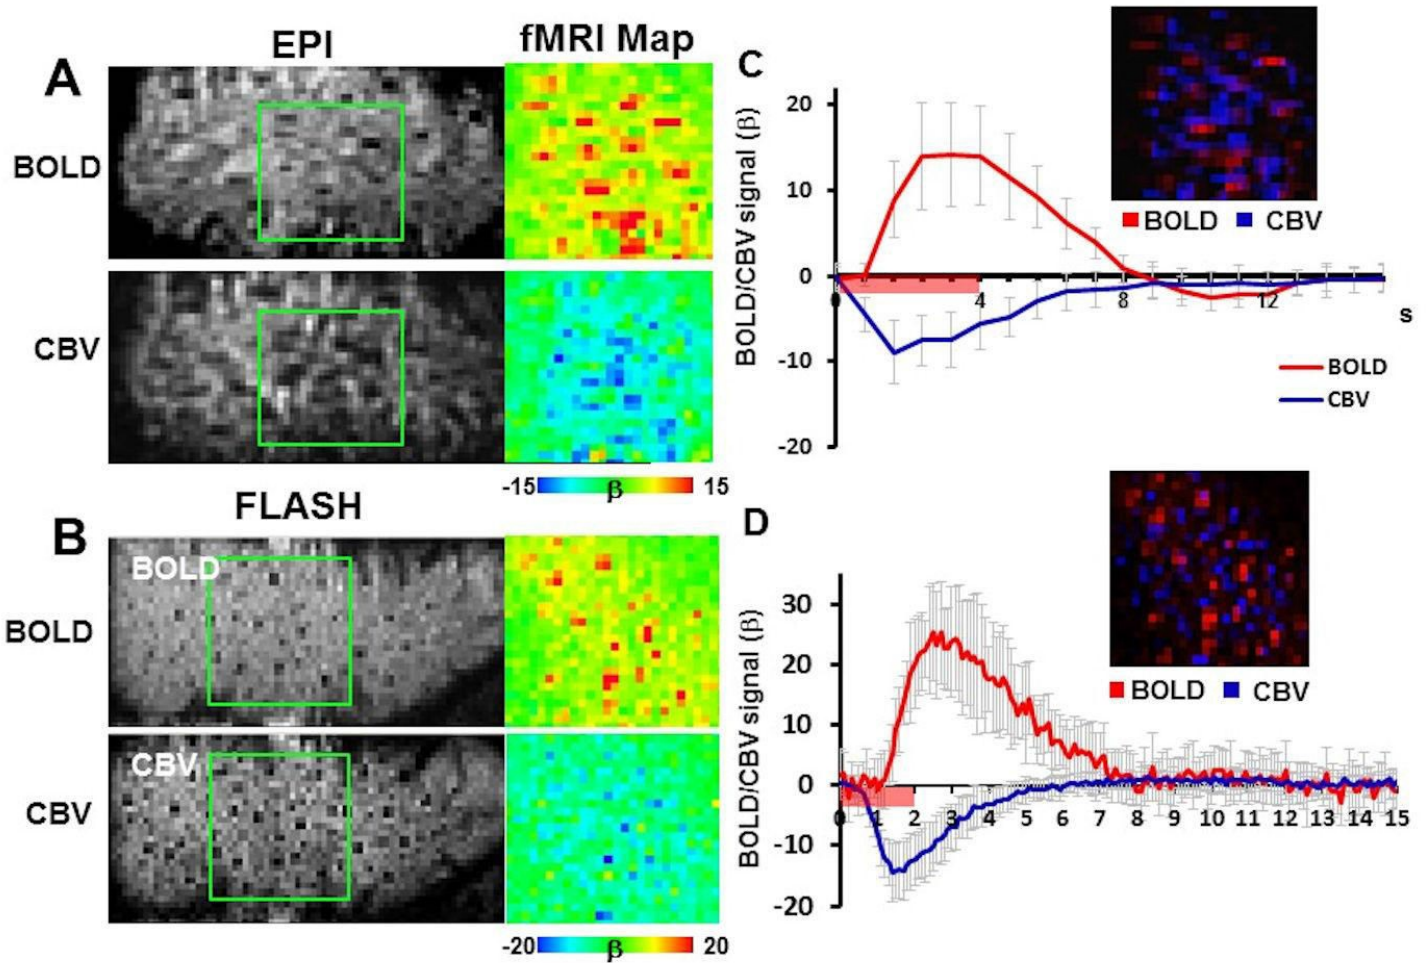 EPI
fMRI Map
A
BOLD
CBV
-15 β 15
FLASH
B
BOLD
BOLD
CBV
CBV
-20 β 20
C
BOLD/CBV signal (β)
20
10
0
-10
-20
0 4 8 12
s
BOLD CBV
BOLD
CBV
D
BOLD/CBV signal (β)
30
20
10
0
-10
-20
0 1 2 3 4 5 6 7 8 9 10 11 12 13 14 15
BOLD CBV